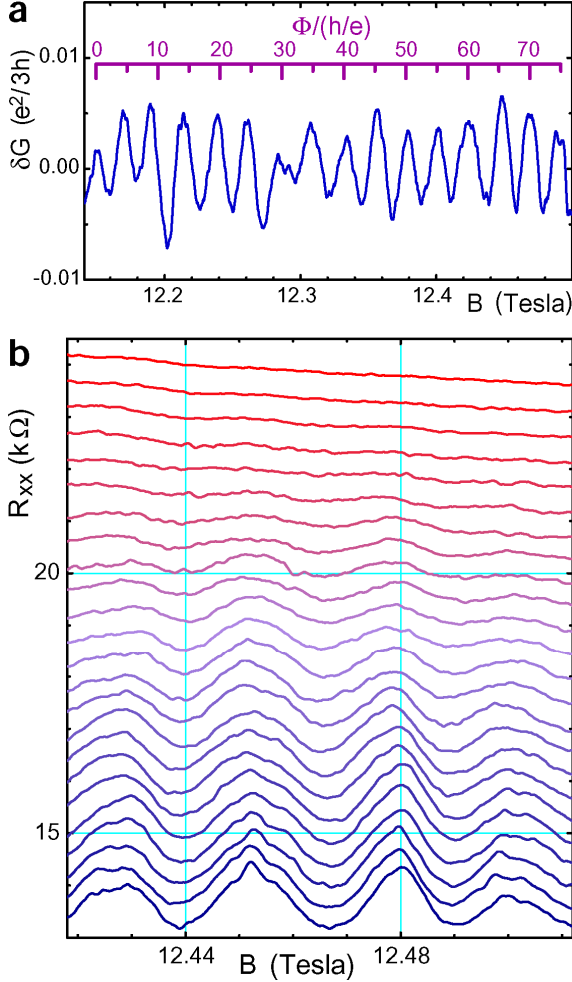 a
Φ/(h/e)
0 10 20 30 40 50 60 70
0.01
0.00
-0.01
δG (e²/3h)
12.2 12.3 12.4 B (Tesla)
b
R_xx (kΩ)
20
15
12.44 12.48
B (Tesla)